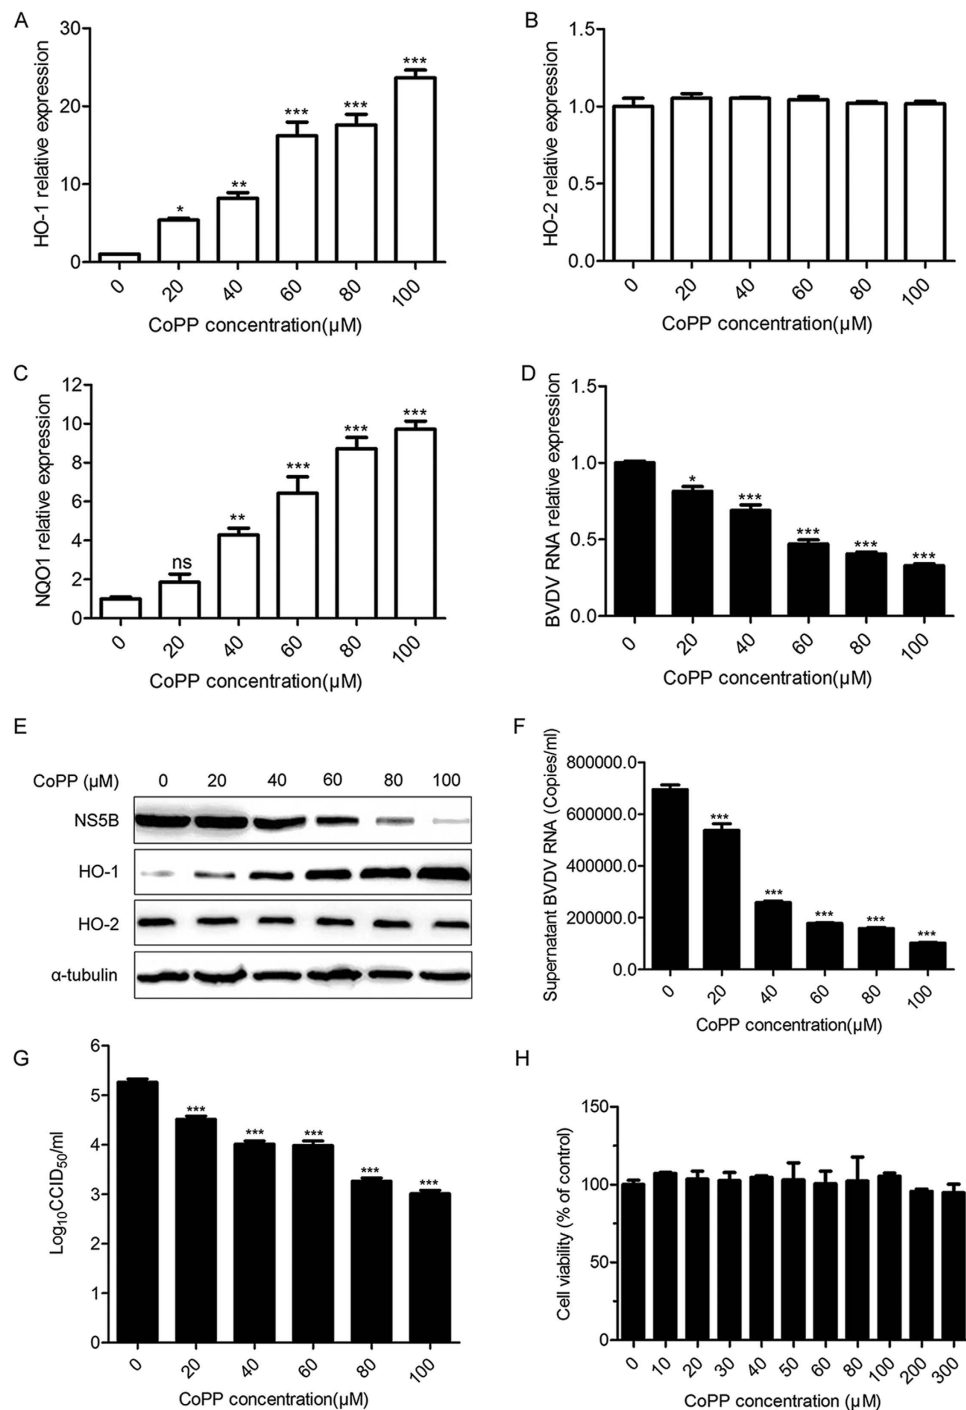 A
HO-1 relative expression
30
20
10
0
*
**
***
***
***
0 20 40 60 80 100
CoPP concentration(µM)
B
HO-2 relative expression
1.5
1.0
0.5
0.0
0 20 40 60 80 100
CoPP concentration(µM)
C
NQO1 relative expression
12
10
8
6
4
2
0
ns
**
***
***
***
0 20 40 60 80 100
CoPP concentration(µM)
D
BVDV RNA relative expression
1.5
1.0
0.5
0.0
*
***
***
***
***
0 20 40 60 80 100
CoPP concentration(µM)
E
CoPP (µM) 0 20 40 60 80 100
NS5B
HO-1
HO-2
α-tubulin
F
Supernatant BVDV RNA (Copies/ml)
800000.0
600000.0
400000.0
200000.0
0.0
***
***
***
***
***
0 20 40 60 80 100
CoPP concentration(µM)
G
Log10CCID50/ml
6
5
4
3
2
1
0
***
***
***
***
***
0 20 40 60 80 100
CoPP concentration(µM)
H
Cell viability (% of control)
150
100
50
0
0 10 20 30 40 50 60 80 100 200 300
CoPP concentration (µM)